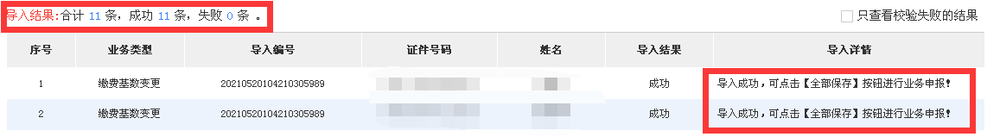 导入结果:合计 11 条，成功 11 条，失败 0 条 。 只查看校验失败的结果
序号 业务类型 导入编号 证件号码 姓名 导入结果 导入详情
1 缴费基数变更 20210520104210305989 成功 导入成功，可点击【全部保存】按钮进行业务申报！
2 缴费基数变更 20210520104210305989 成功 导入成功，可点击【全部保存】按钮进行业务申报！